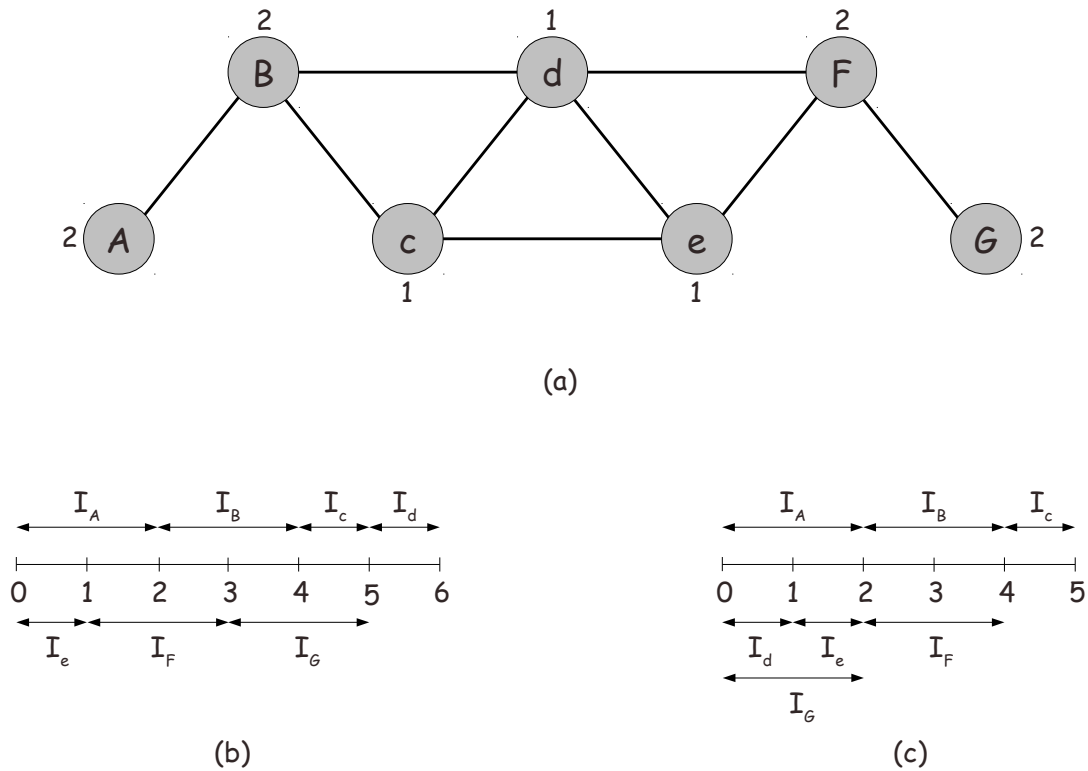 2 1 2
B d F
2 A c e G 2
1 1
(a)
I_A I_B I_c I_d
0 1 2 3 4 5 6
I_e I_F I_G
(b)
I_A I_B I_c
0 1 2 3 4 5
I_d I_e I_F
I_G
(c)